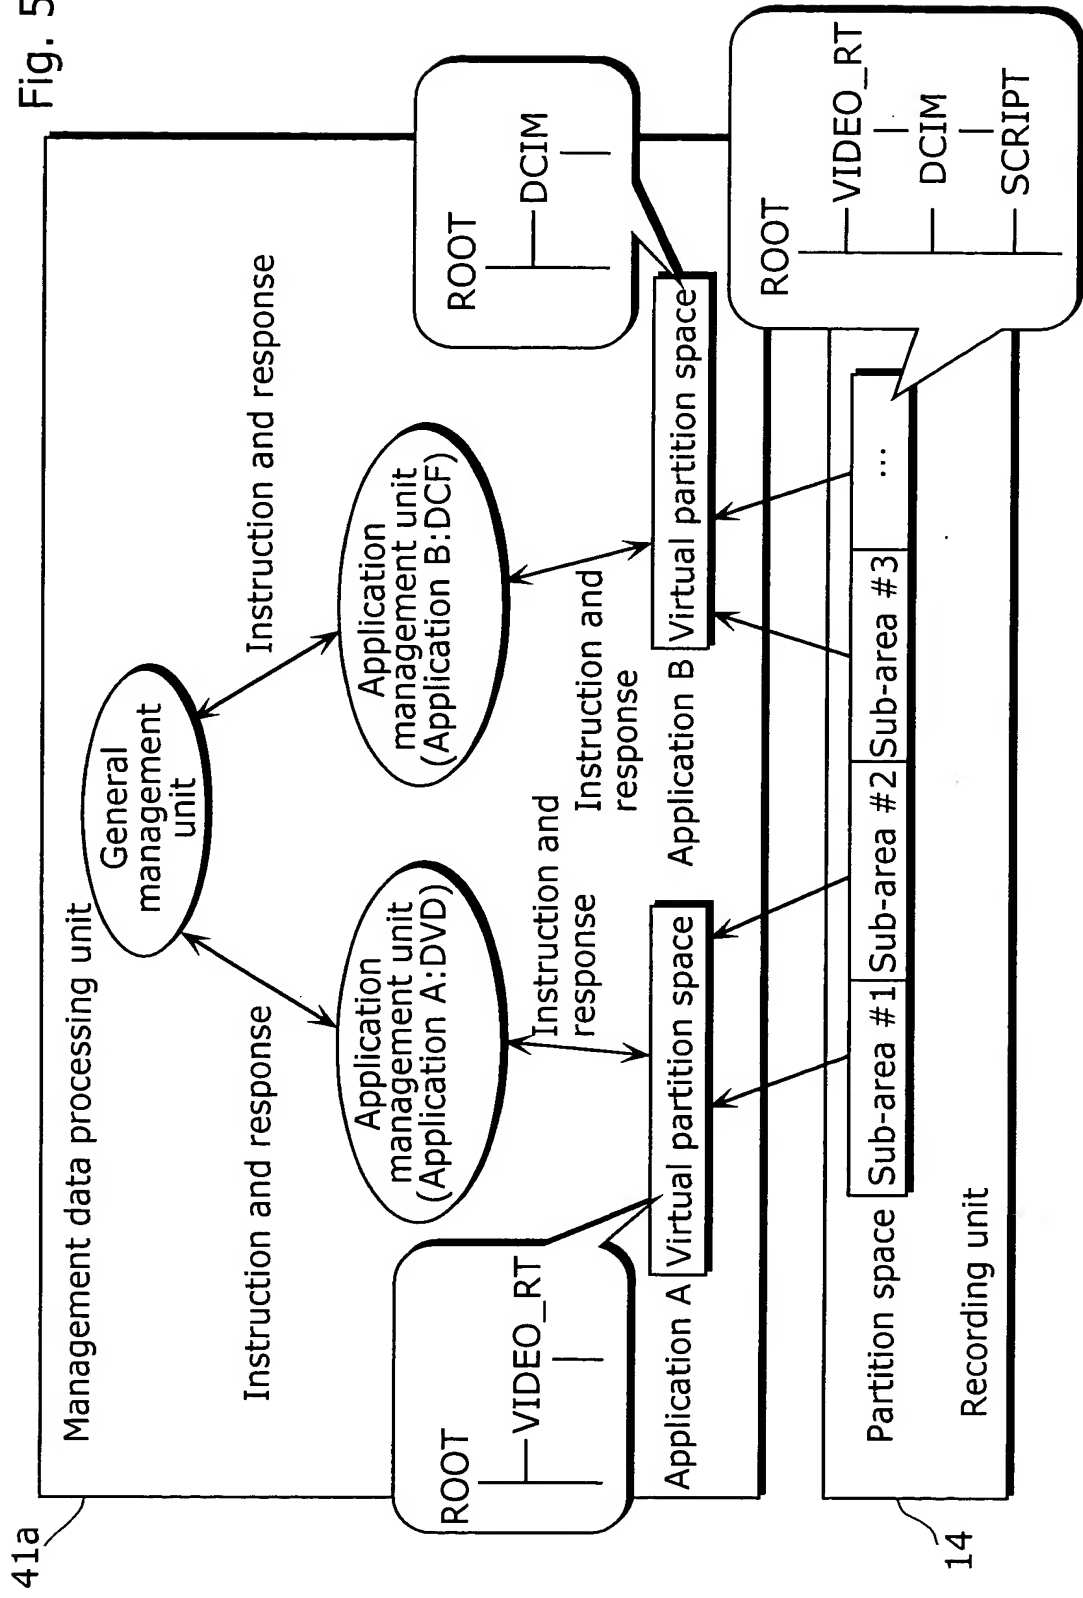 Fig. 5
41a
Management data processing unit
General
management
unit
Instruction and response
Instruction and response
Application
management unit
(Application A:DVD)
Application
management unit
(Application B:DCF)
ROOT
VIDEO_RT
Instruction and
response
Instruction and
response
ROOT
DCIM
Application A
Virtual partition space
Application B
Virtual partition space
ROOT
VIDEO_RT
DCIM
SCRIPT
Partition space
Sub-area #1
Sub-area #2
Sub-area #3
...
Recording unit
14